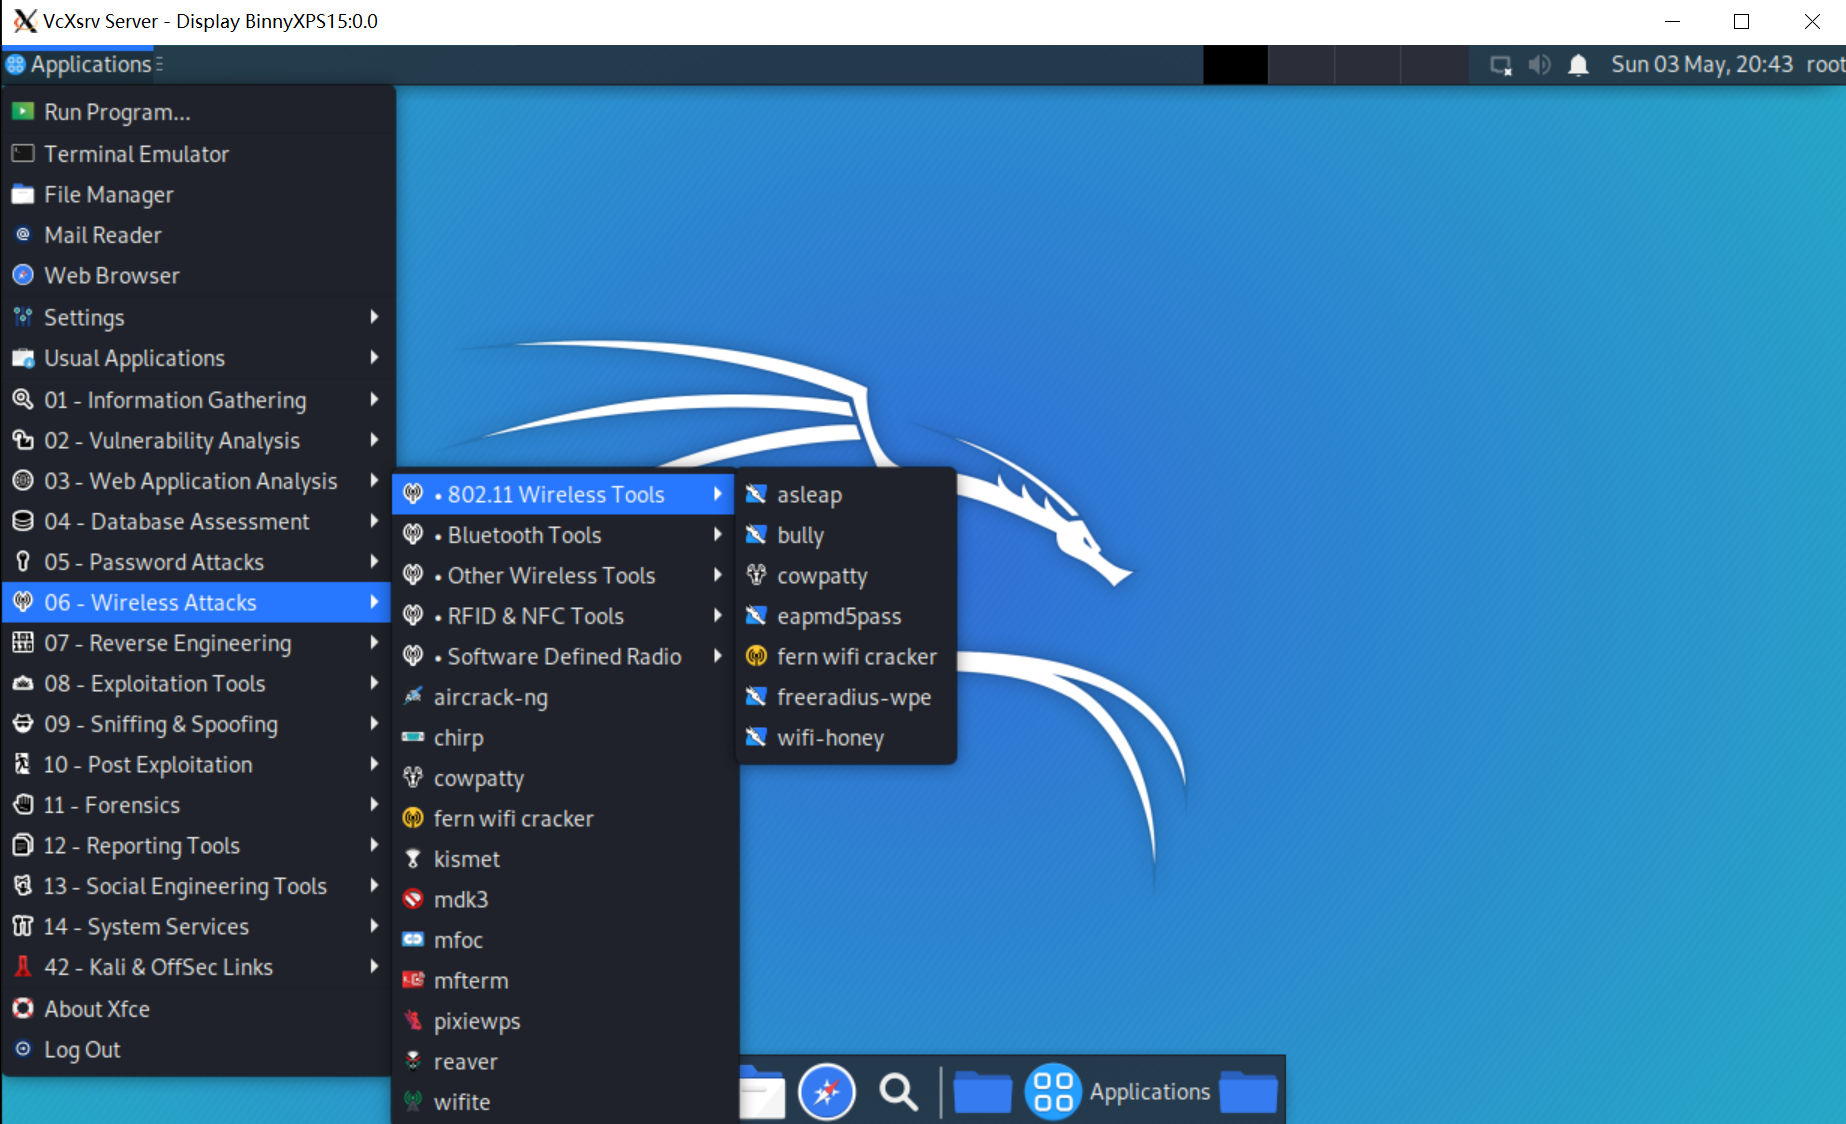 VcXsrv Server - Display BinnyXPS15:0.0
Applications
Sun 03 May, 20:43 root
Run Program...
Terminal Emulator
File Manager
Mail Reader
Web Browser
Settings
Usual Applications
01 - Information Gathering
02 - Vulnerability Analysis
03 - Web Application Analysis
04 - Database Assessment
05 - Password Attacks
06 - Wireless Attacks
07 - Reverse Engineering
08 - Exploitation Tools
09 - Sniffing & Spoofing
10 - Post Exploitation
11 - Forensics
12 - Reporting Tools
13 - Social Engineering Tools
14 - System Services
42 - Kali & OffSec Links
About Xfce
Log Out
• 802.11 Wireless Tools
• Bluetooth Tools
• Other Wireless Tools
• RFID & NFC Tools
• Software Defined Radio
aircrack-ng
chirp
cowpatty
fern wifi cracker
kismet
mdk3
mfoc
mfterm
pixiewps
reaver
wifite
asleap
bully
cowpatty
eapmd5pass
fern wifi cracker
freeradius-wpe
wifi-honey
Applications